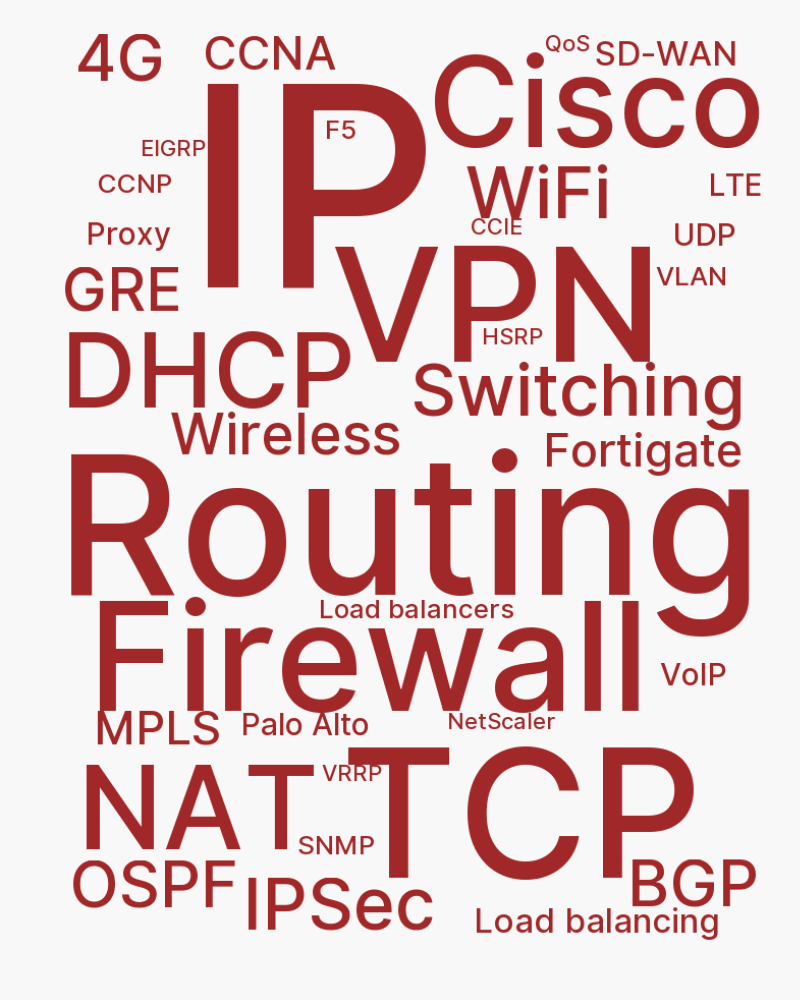 QoS
4G
CCNA
SD-WAN
Cisco
IP
F5
EIGRP
CCNP
WiFi
LTE
CCIE
Proxy
UDP
VLAN
GRE
VPN
HSRP
DHCP
Switching
Wireless
Fortigate
Routing
Load balancers
Firewall
VoIP
MPLS
Palo Alto
NetScaler
VRRP
NAT
TCP
SNMP
OSPF
BGP
IPSec
Load balancing